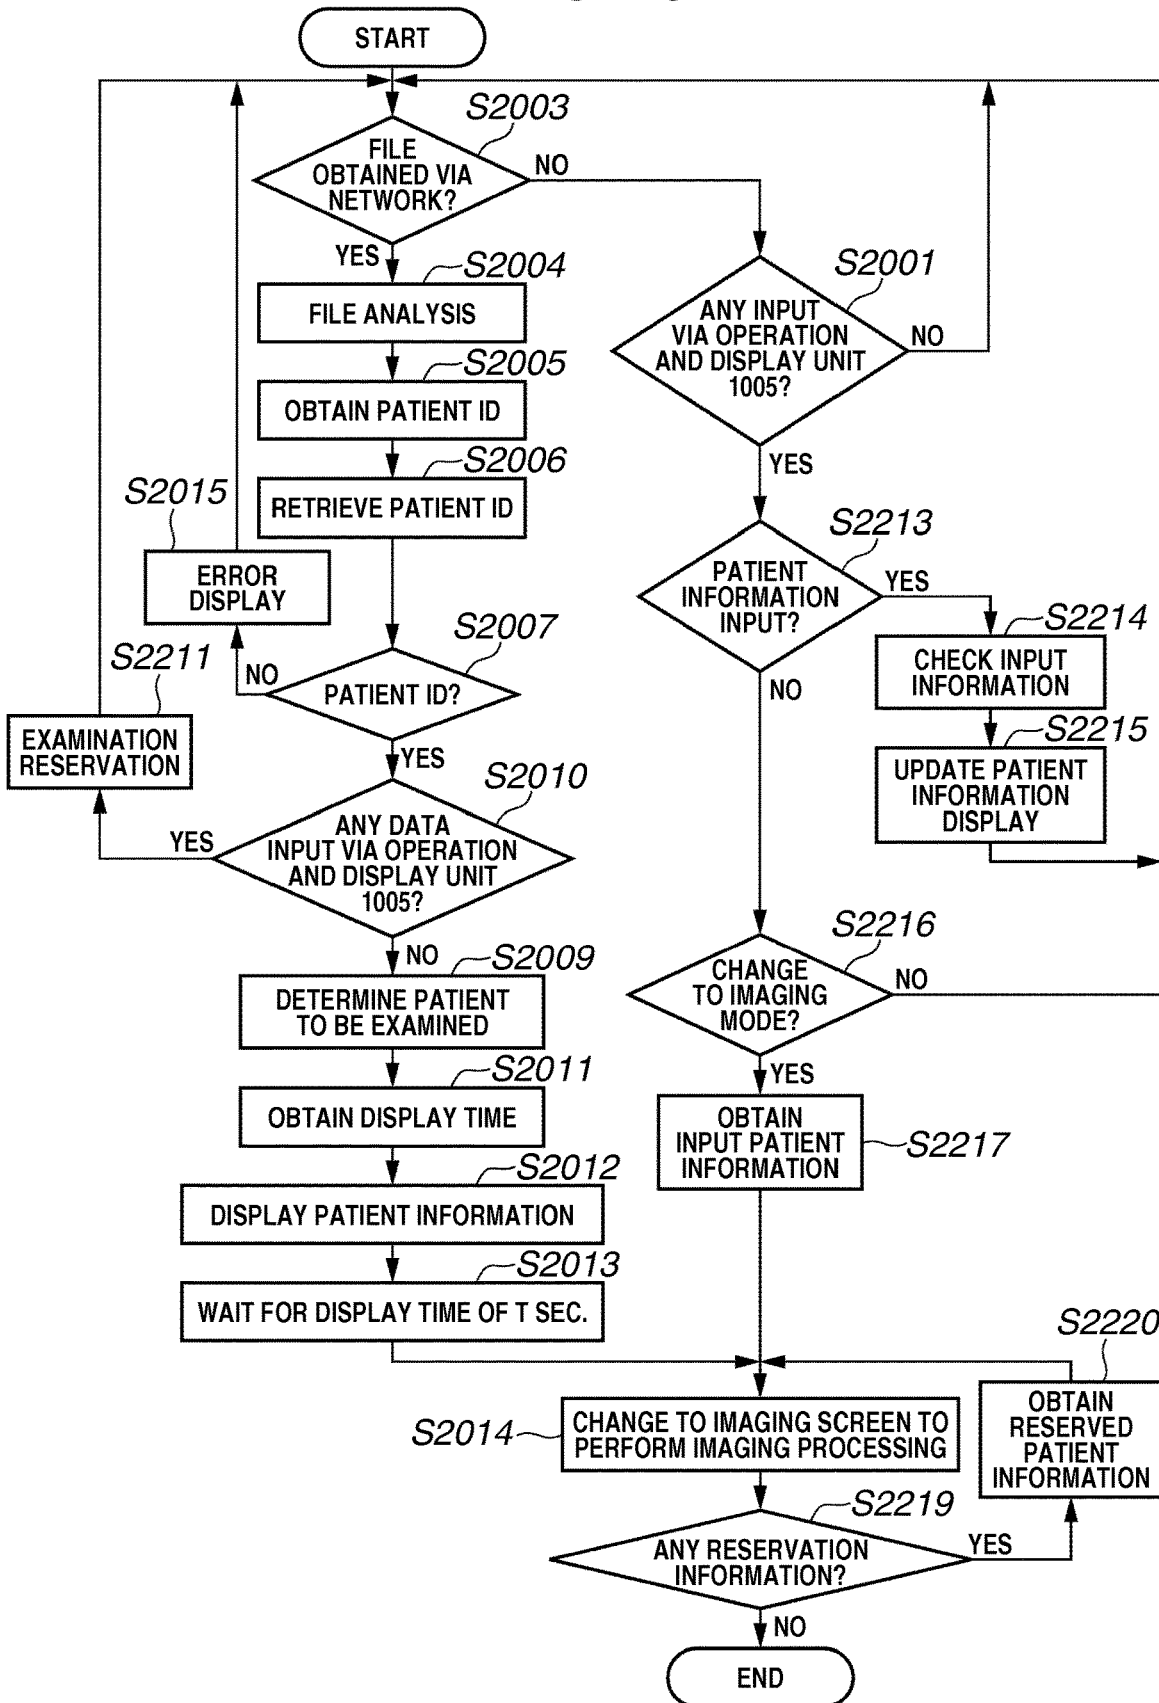 START
S2003
FILE
OBTAINED VIA
NETWORK?
NO
YES
S2004
FILE ANALYSIS
S2005
OBTAIN PATIENT ID
S2006
RETRIEVE PATIENT ID
S2015
ERROR
DISPLAY
S2007
PATIENT ID?
NO
YES
S2211
EXAMINATION
RESERVATION
S2010
ANY DATA
INPUT VIA OPERATION
AND DISPLAY UNIT
1005?
YES
NO
S2009
DETERMINE PATIENT
TO BE EXAMINED
S2011
OBTAIN DISPLAY TIME
S2012
DISPLAY PATIENT INFORMATION
S2013
WAIT FOR DISPLAY TIME OF T SEC.
S2001
ANY INPUT
VIA OPERATION
AND DISPLAY UNIT
1005?
NO
YES
S2213
PATIENT
INFORMATION
INPUT?
YES
NO
S2214
CHECK INPUT
INFORMATION
S2215
UPDATE PATIENT
INFORMATION
DISPLAY
S2216
CHANGE
TO IMAGING
MODE?
NO
YES
OBTAIN
INPUT PATIENT
INFORMATION
S2217
S2014
CHANGE TO IMAGING SCREEN TO
PERFORM IMAGING PROCESSING
S2220
OBTAIN
RESERVED
PATIENT
INFORMATION
S2219
ANY RESERVATION
INFORMATION?
YES
NO
END